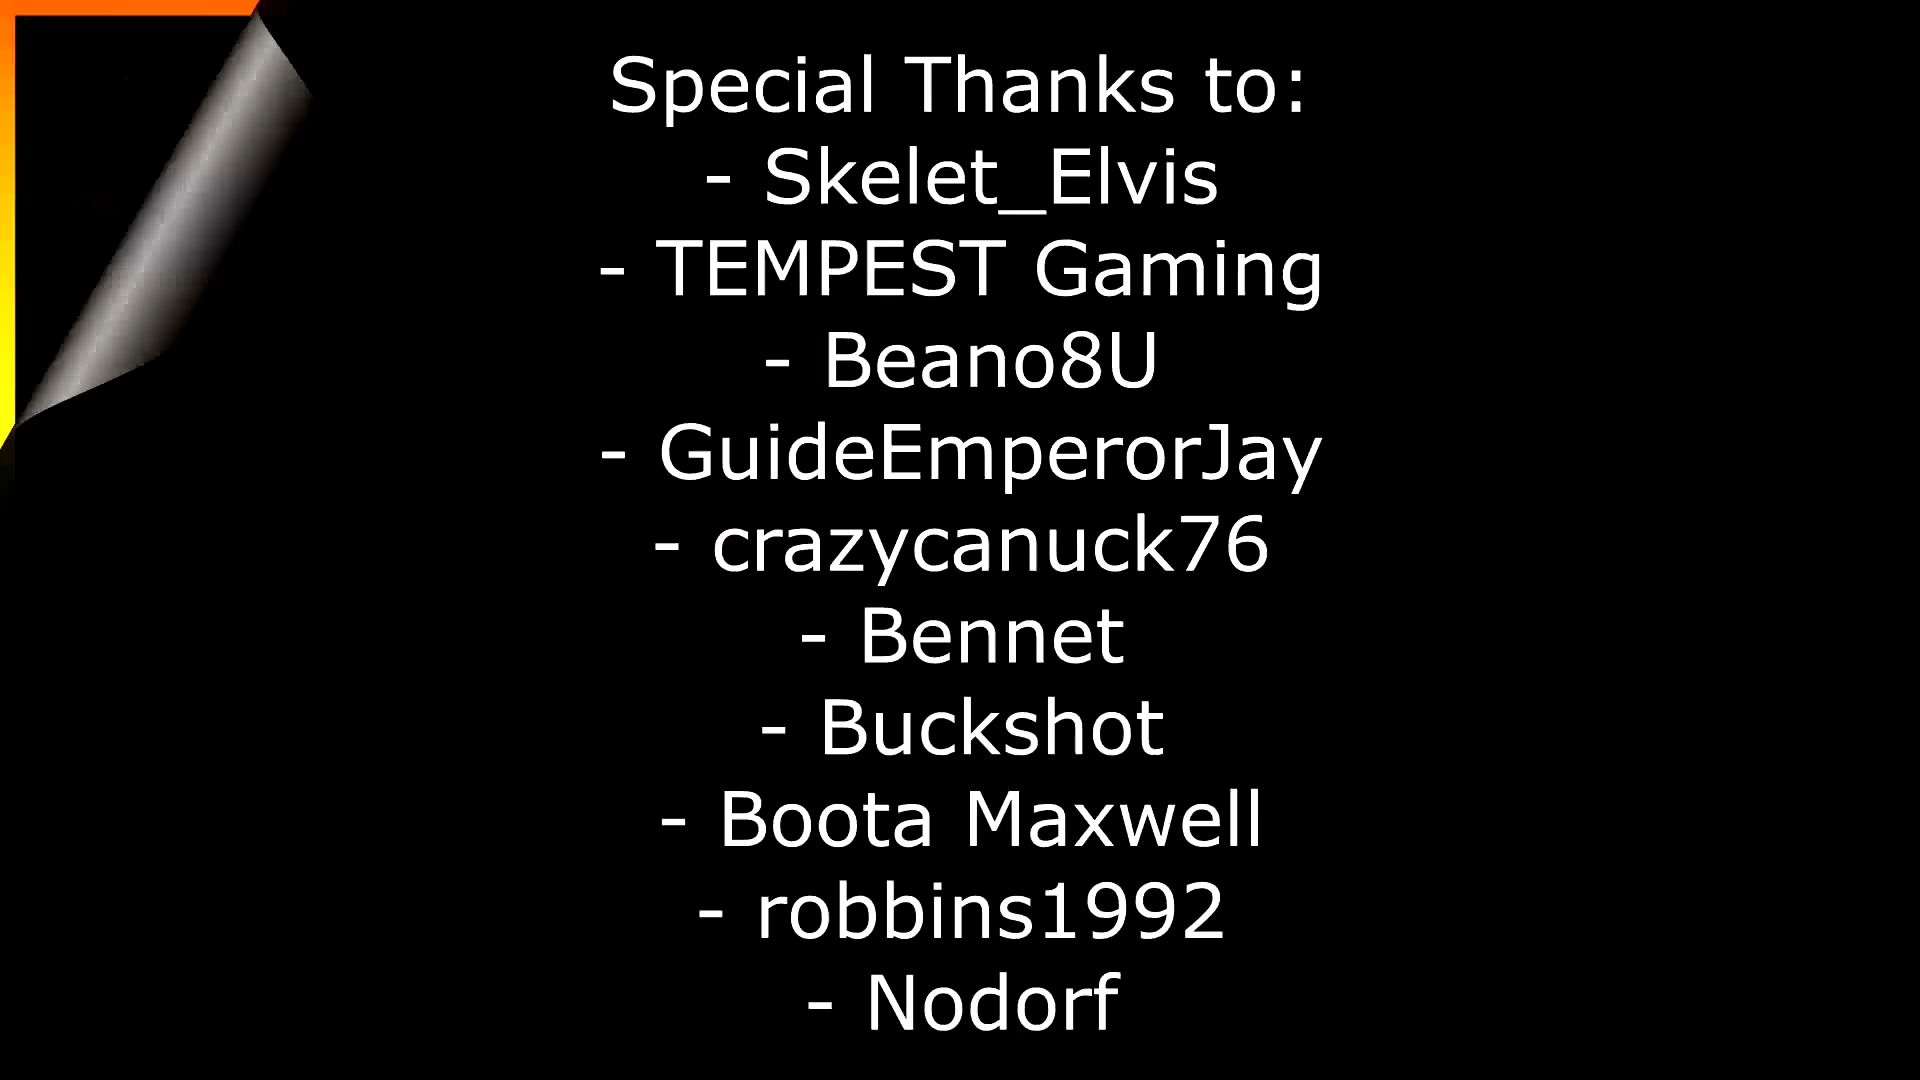 Special Thanks to:
- Skelet_Elvis
- TEMPEST Gaming
- Beano8U
- GuideEmperorJay
- crazycanuck76
- Bennet
- Buckshot
- Boota Maxwell
- robbins1992
- Nodorf